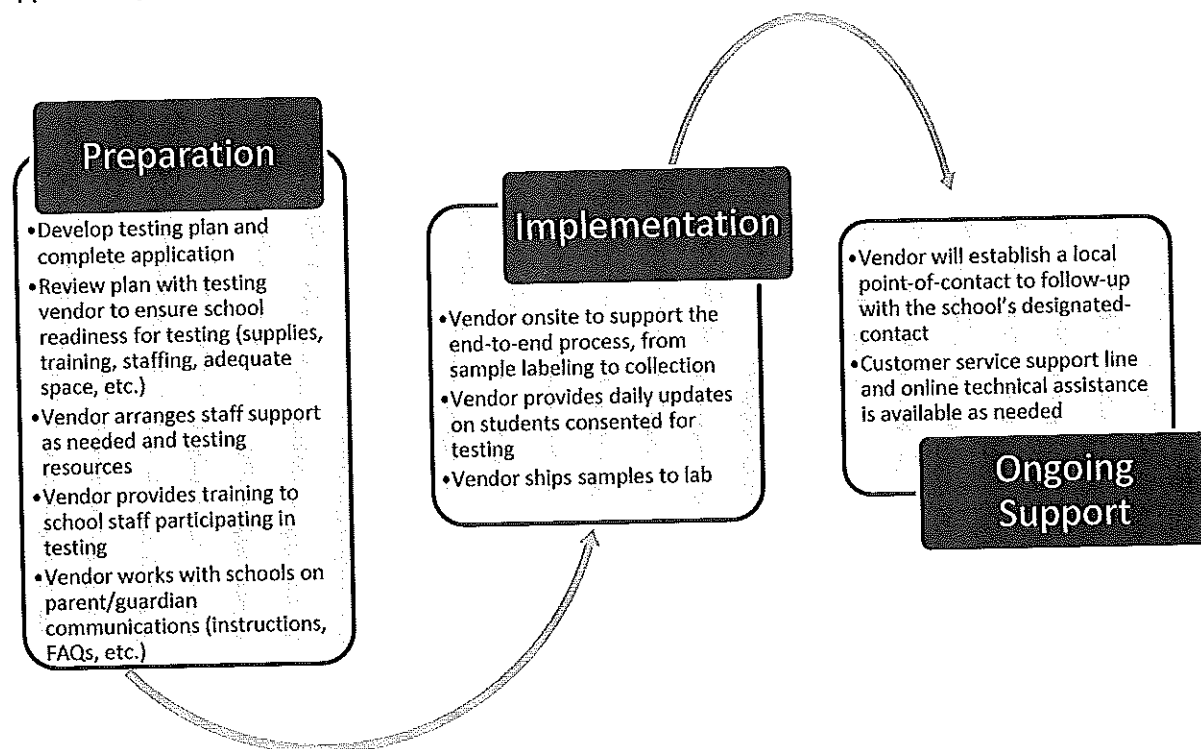 Preparation
•Develop testing plan and
complete application
•Review plan with testing
vendor to ensure school
readiness for testing (supplies,
training, staffing, adequate
space, etc.)
•Vendor arranges staff support
as needed and testing
resources
•Vendor provides training to
school staff participating in
testing
•Vendor works with schools on
parent/guardian
communications (instructions,
FAQs, etc.)
Implementation
•Vendor onsite to support the
end-to-end process, from
sample labeling to collection
•Vendor provides daily updates
on students consented for
testing
•Vendor ships samples to lab
•Vendor will establish a local
point-of-contact to follow-up
with the school's designated-
contact
•Customer service support line
and online technical assistance
is available as needed
Ongoing
Support